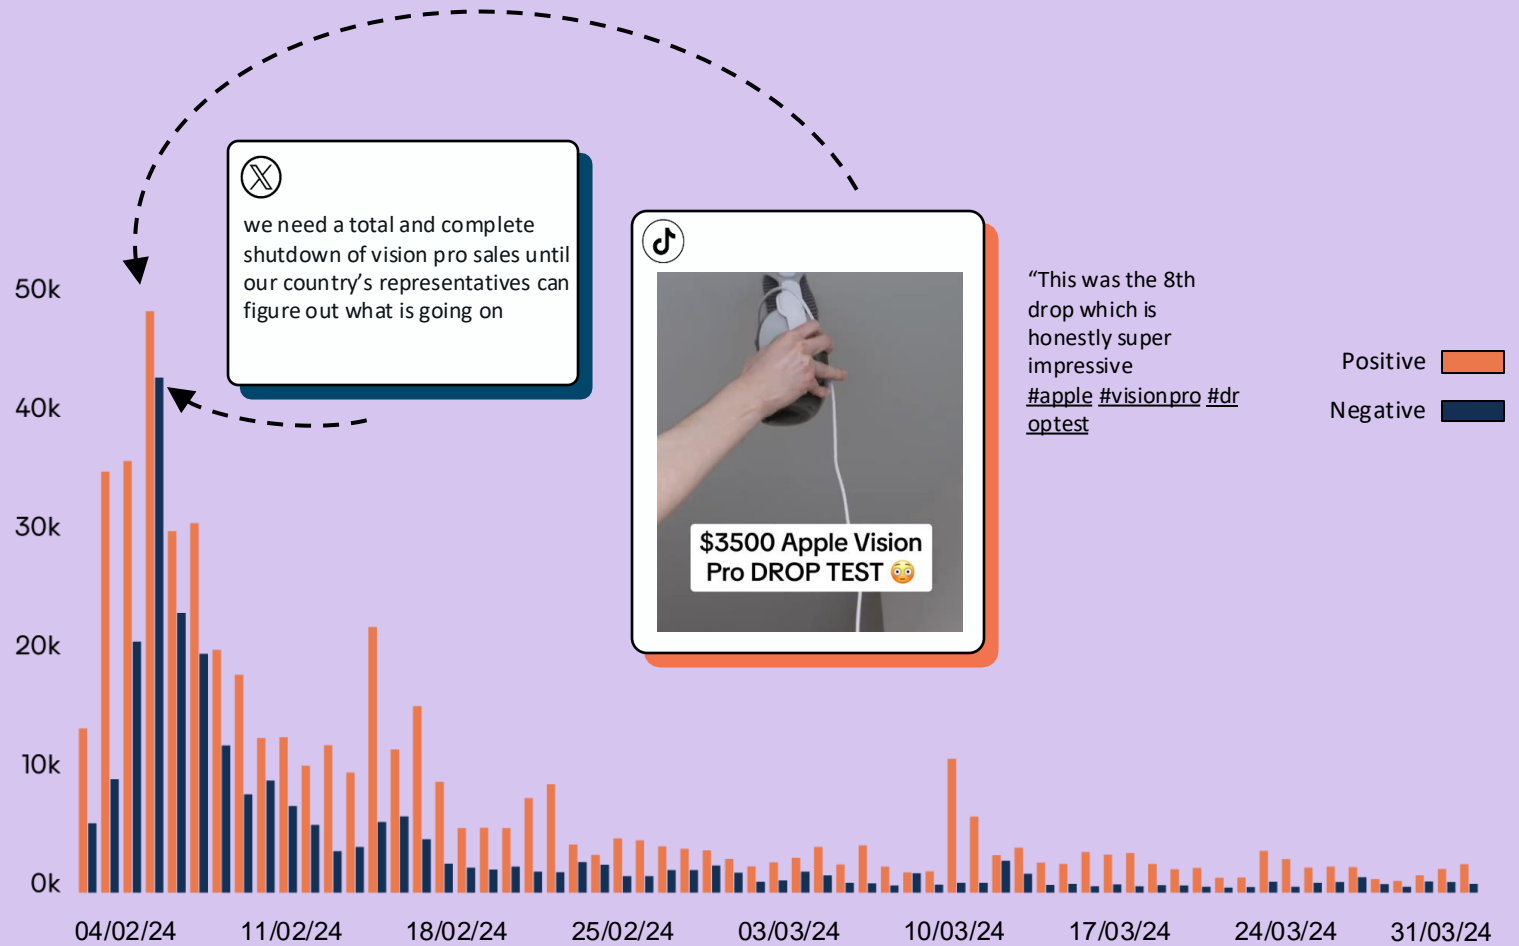 we need a total and complete
shutdown of vision pro sales until
our country’s representatives can
figure out what is going on
$3500 Apple Vision
Pro DROP TEST 😳
“This was the 8th
drop which is
honestly super
impressive
#apple #visionpro #dr
optest
Positive
Negative
50k
40k
30k
20k
10k
0k
04/02/24 11/02/24 18/02/24 25/02/24 03/03/24 10/03/24 17/03/24 24/03/24 31/03/24